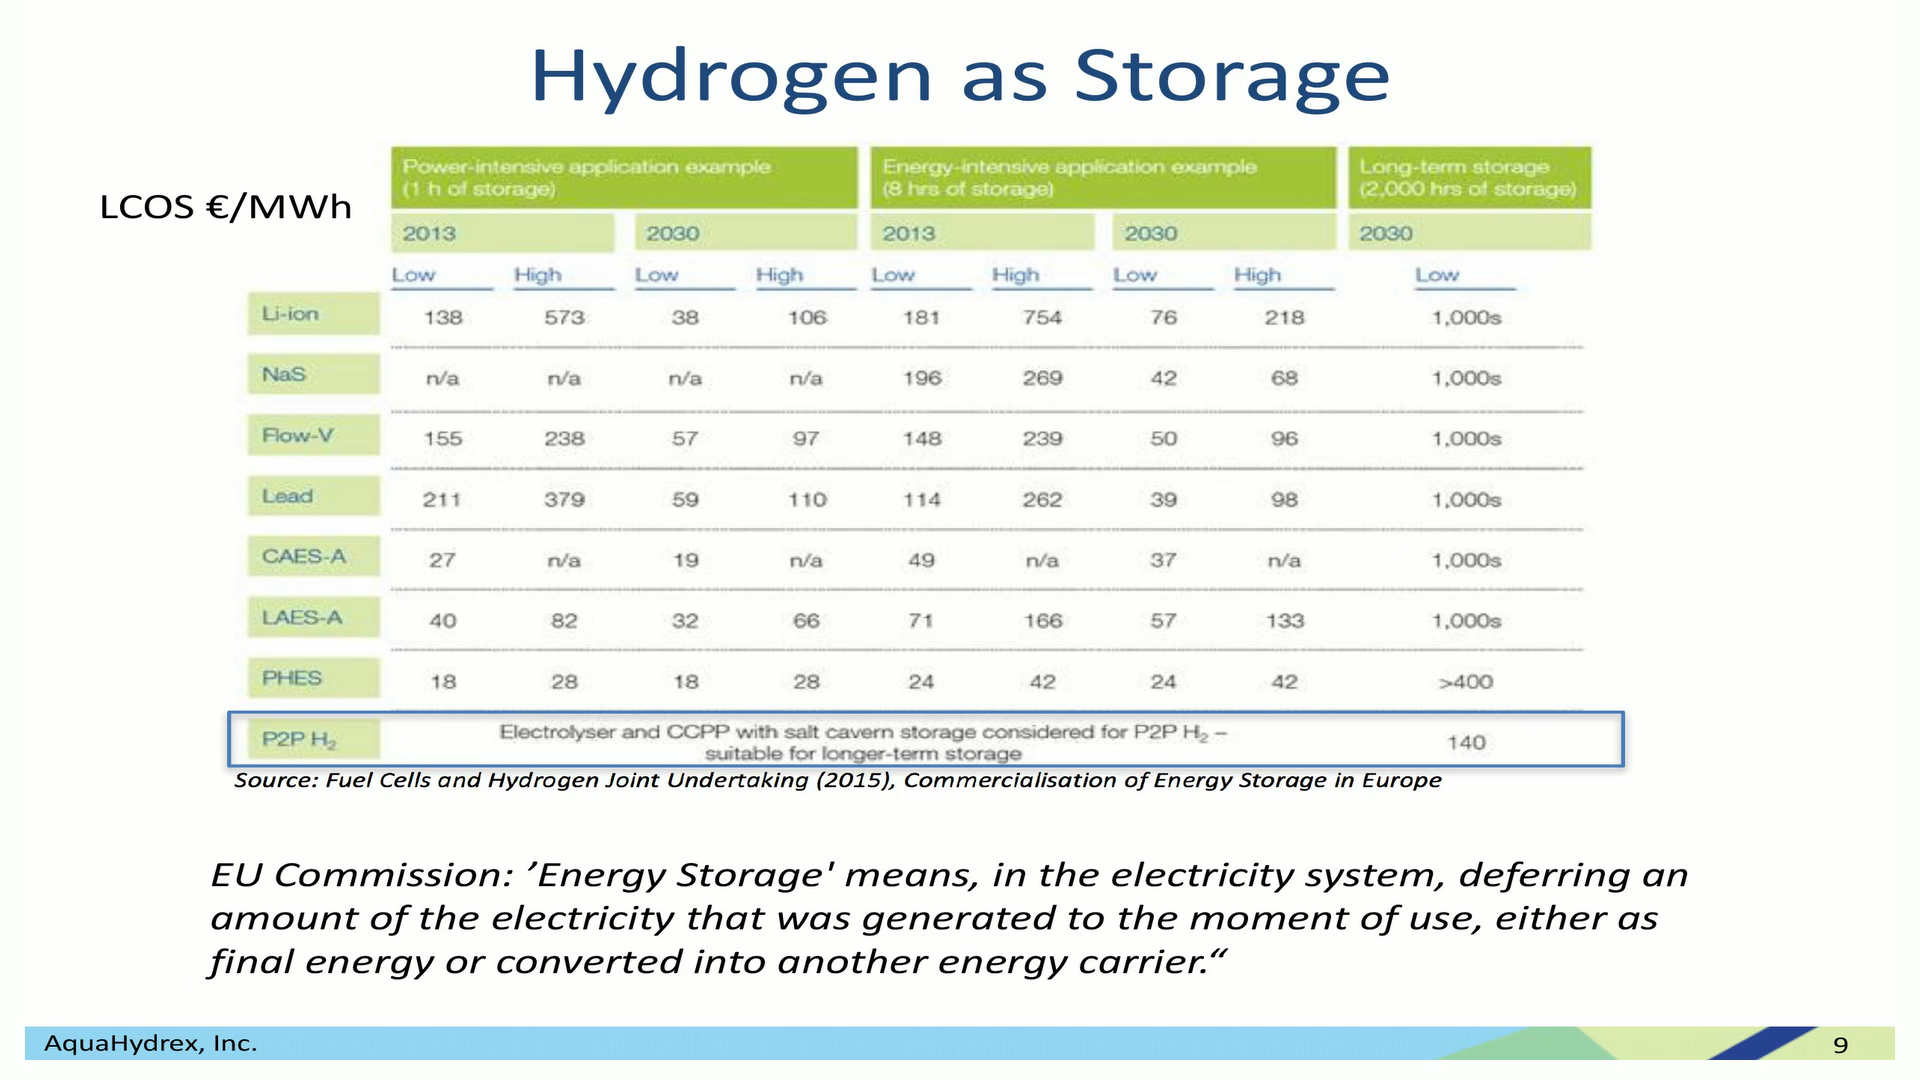 Hydrogen as Storage
LCOS €/MWh
Power-intensive application example
(1 h of storage)
Energy-intensive application example
(8 hrs of storage)
Long-term storage
(2,000 hrs of storage)
2013 2030 2013 2030 2030
Low High Low High Low High Low High Low
Li-ion 138 573 38 106 181 754 76 218 1,000s
NaS n/a n/a n/a n/a 196 269 42 68 1,000s
Flow-V 155 238 57 97 148 239 50 96 1,000s
Lead 211 379 59 110 114 262 39 98 1,000s
CAES-A 27 n/a 19 n/a 49 n/a 37 n/a 1,000s
LAES-A 40 82 32 66 71 166 57 133 1,000s
PHES 18 28 18 28 24 42 24 42 >400
P2P H₂ Electrolyser and CCPP with salt cavern storage considered for P2P H₂ – 140
suitable for longer-term storage
Source: Fuel Cells and Hydrogen Joint Undertaking (2015), Commercialisation of Energy Storage in Europe
EU Commission: ’Energy Storage' means, in the electricity system, deferring an
amount of the electricity that was generated to the moment of use, either as
final energy or converted into another energy carrier.“
AquaHydrex, Inc.
9